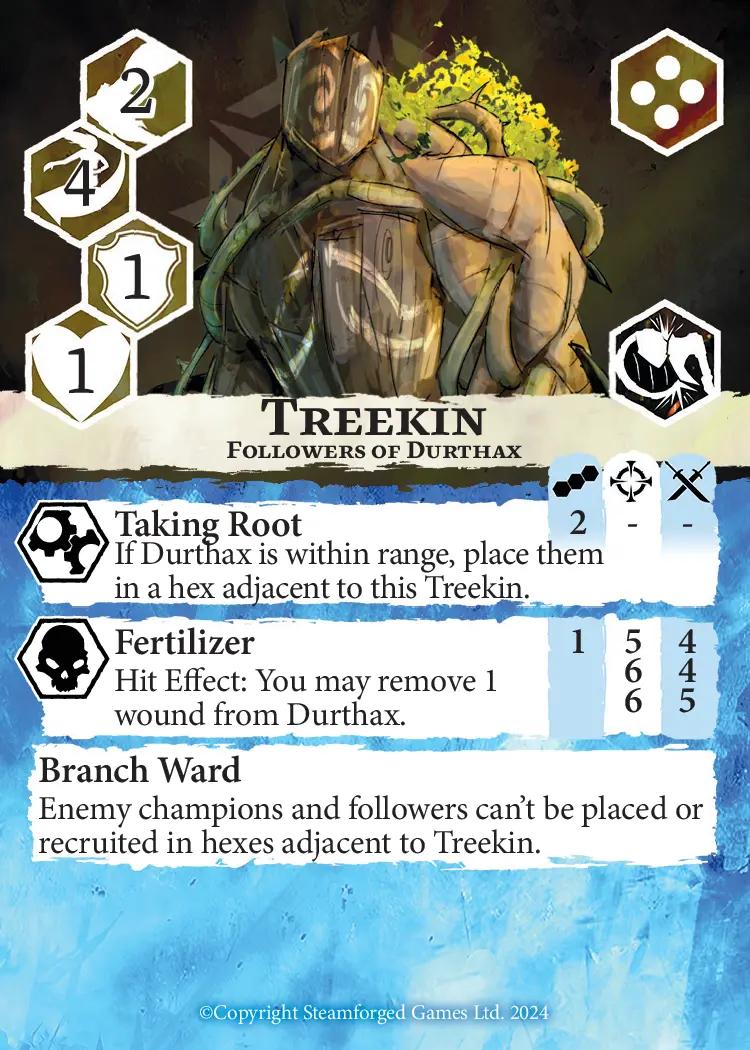 2
4
1
1
Treekin
Followers of Durthax
Taking Root 2 - -
If Durthax is within range, place them
in a hex adjacent to this Treekin.
Fertilizer 1 5 4
6 4
Hit Effect: You may remove 1
6 5
wound from Durthax.
Branch Ward
Enemy champions and followers can’t be placed or
recruited in hexes adjacent to Treekin.
©Copyright Steamforged Games Ltd. 2024